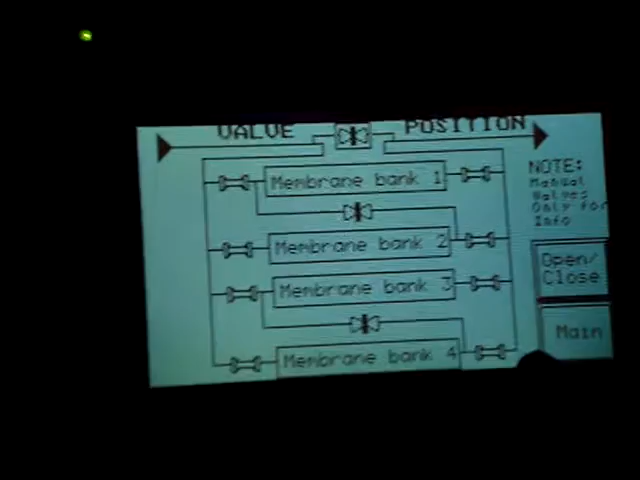 VALVE POSITION
NOTE:
Manual
Valves
Only for
Info
Membrane bank 1
Membrane bank 2
Membrane bank 3
Membrane bank 4
Open/
Close
Main